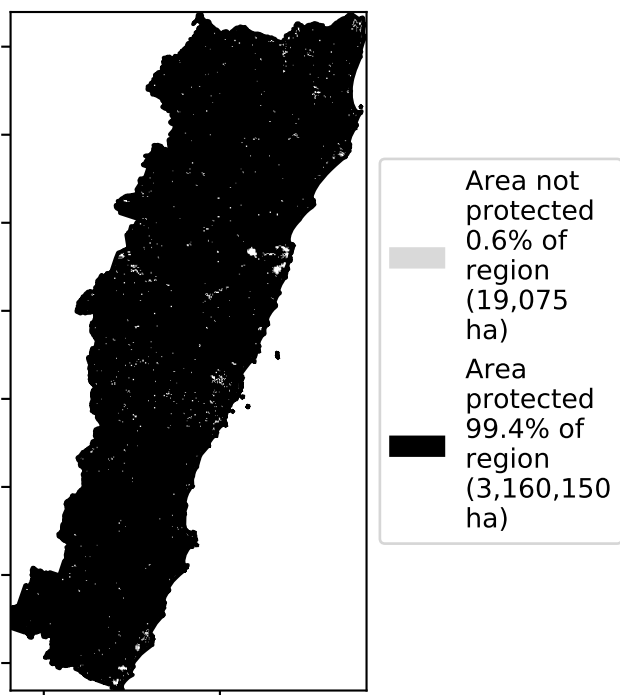 Area not
protected
0.6% of
region
(19,075
ha)
Area
protected
99.4% of
region
(3,160,150
ha)